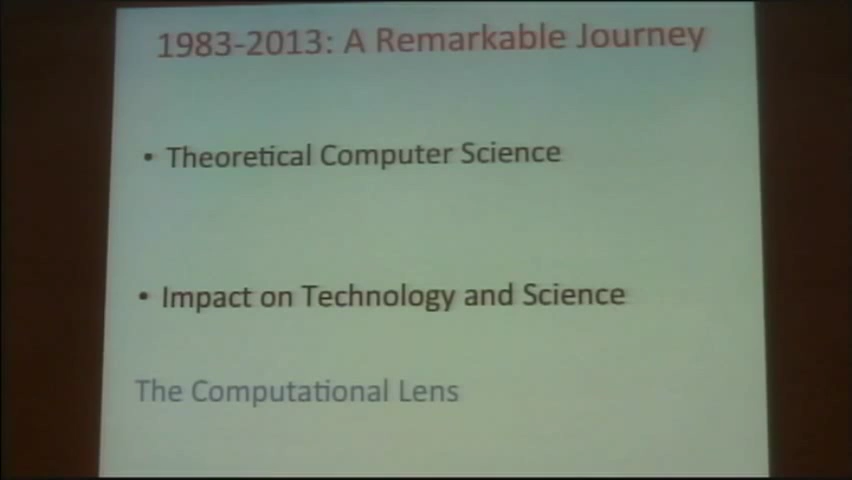 1983-2013: A Remarkable Journey
• Theoretical Computer Science
• Impact on Technology and Science
The Computational Lens